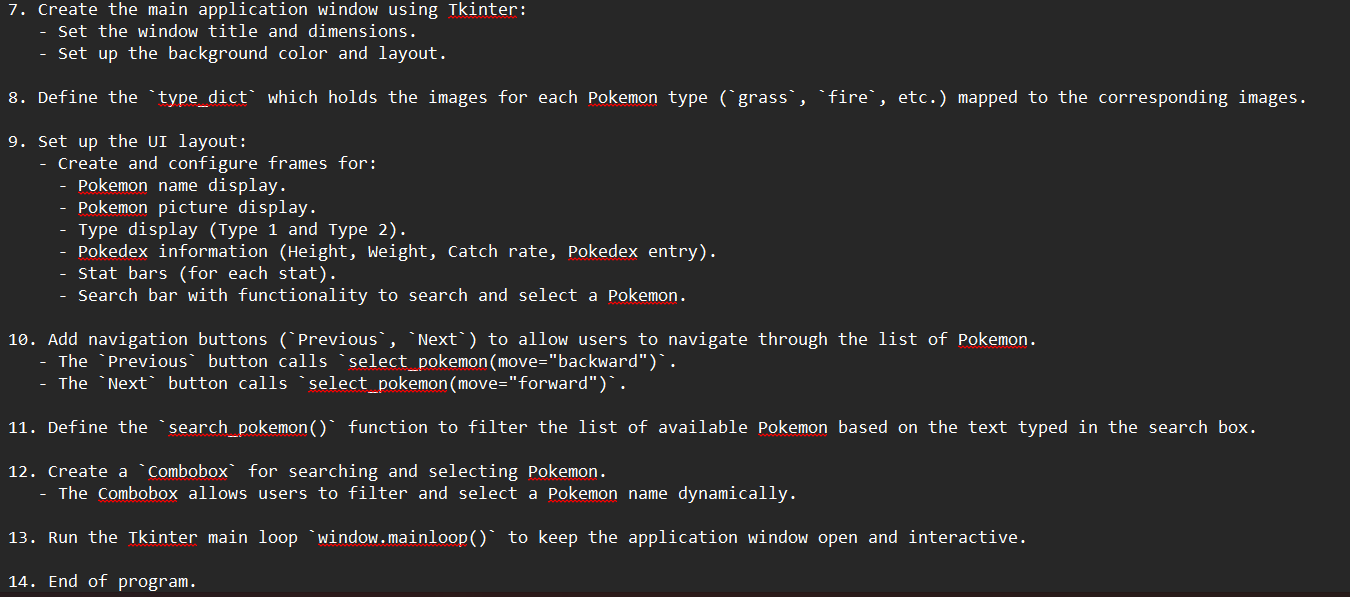 7. Create the main application window using Tkinter:
- Set the window title and dimensions.
- Set up the background color and layout.
8. Define the `type_dict` which holds the images for each Pokemon type (`grass`, `fire`, etc.) mapped to the corresponding images.
9. Set up the UI layout:
- Create and configure frames for:
- Pokemon name display.
- Pokemon picture display.
- Type display (Type 1 and Type 2).
- Pokedex information (Height, Weight, Catch rate, Pokedex entry).
- Stat bars (for each stat).
- Search bar with functionality to search and select a Pokemon.
10. Add navigation buttons (`Previous`, `Next`) to allow users to navigate through the list of Pokemon.
- The `Previous` button calls `select_pokemon(move="backward")`.
- The `Next` button calls `select_pokemon(move="forward")`.
11. Define the `search_pokemon()` function to filter the list of available Pokemon based on the text typed in the search box.
12. Create a `Combobox` for searching and selecting Pokemon.
- The Combobox allows users to filter and select a Pokemon name dynamically.
13. Run the Tkinter main loop `window.mainloop()` to keep the application window open and interactive.
14. End of program.